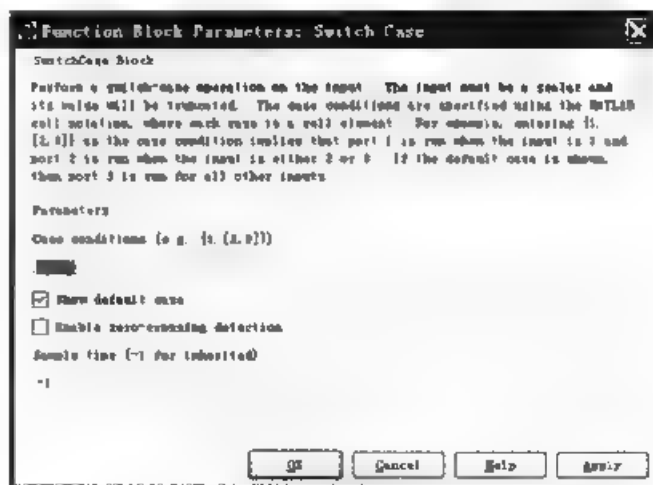 Function Block Parameters: Switch Case
SwitchCase Block
Perform a switch-case operation on the input. The input must be a scalar and
its value will be truncated. The case conditions are specified using the MATLAB
cell notation, where each case is a cell element. For example, entering {1,
[2,3]} as the case condition implies that port 1 is run when the input is 1 and
port 2 is run when the input is either 2 or 3. If the default case is shown,
then port 3 is run for all other inputs
Parameters
Case conditions (e.g. {1,[2,3]})
Show default case
Enable zero-crossing detection
Sample time (-1 for inherited)
-1
OK
Cancel
Help
Apply